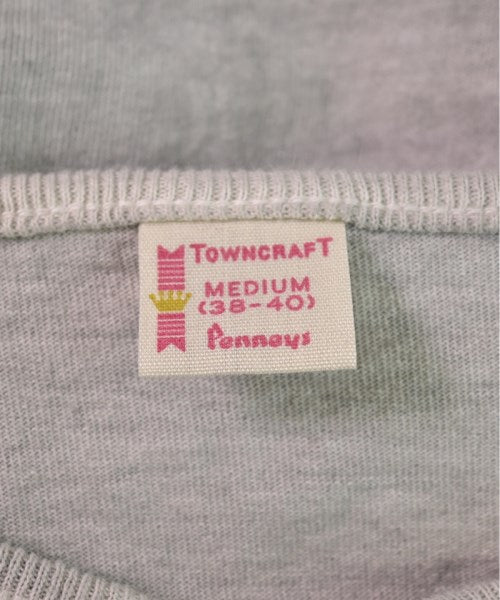 TOWNCRAFT
MEDIUM
(38-40)
Penneys